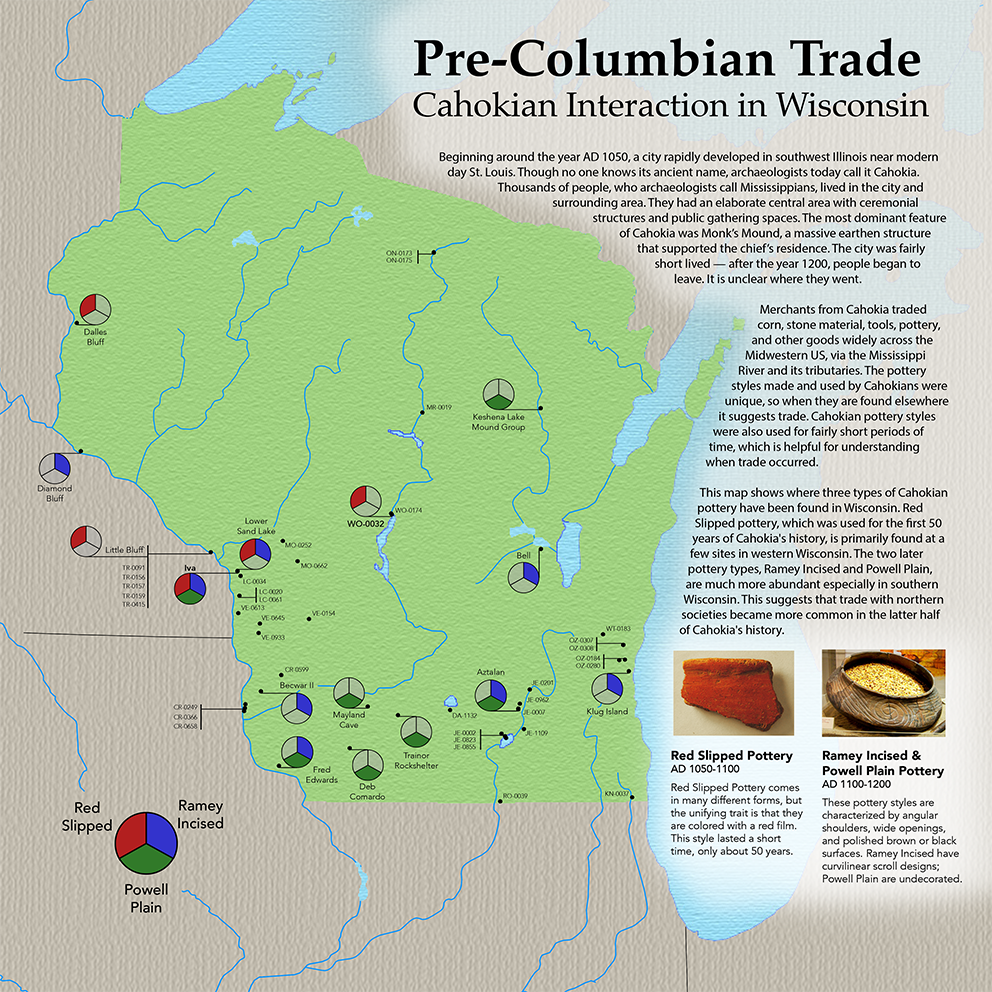 Pre-Columbian Trade
Cahokian Interaction in Wisconsin
Beginning around the year AD 1050, a city rapidly developed in southwest Illinois near modern
day St. Louis. Though no one knows its ancient name, archaeologists today call it Cahokia.
Thousands of people, who archaeologists call Mississippians, lived in the city and
surrounding area. They had an elaborate central area with ceremonial
structures and public gathering spaces. The most dominant feature
of Cahokia was Monk's Mound, a massive earthen structure
that supported the chief's residence. The city was fairly
short lived — after the year 1200, people began to
leave. It is unclear where they went.
Merchants from Cahokia traded
corn, stone material, tools, pottery,
and other goods widely across the
Midwestern US, via the Mississippi
River and its tributaries. The pottery
styles made and used by Cahokians were
unique, so when they are found elsewhere
it suggests trade. Cahokian pottery styles
were also used for fairly short periods of
time, which is helpful for understanding
when trade occurred.
This map shows where three types of Cahokian
pottery have been found in Wisconsin. Red
Slipped pottery, which was used for the first 50
years of Cahokia's history, is primarily found at a
few sites in western Wisconsin. The two later
pottery types, Ramey Incised and Powell Plain,
are much more abundant especially in southern
Wisconsin. This suggests that trade with northern
societies became more common in the latter half
of Cahokia's history.
ON-0173
ON-0175
Dalles
Bluff
MR-0019
Keshena Lake
Mound Group
Diamond
Bluff
WO-0032
WO-0174
Lower
Sand Lake
MO-0252
MO-0662
Little Bluff
TR-0091
TR-0156
TR-0157
TR-0159
TR-0415
Iva
LC-0034
LC-0020
LC-0061
VE-0613
VE-0645
VE-0154
VE-0933
Bell
WT-0183
OZ-0307
OZ-0308
OZ-0184
OZ-0280
Klug Island
CR-0599
Becwar II
CR-0249
CR-0366
CR-0658
Mayland
Cave
Aztalan
JE-0201
JE-0962
JE-0007
DA-1132
JE-0002
JE-0823
JE-0855
JE-1109
Trainor
Rockshelter
Fred
Edwards
Deb
Comardo
RO-0039
KN-0037
Red
Slipped
Ramey
Incised
Powell
Plain
Red Slipped Pottery
AD 1050-1100
Red Slipped Pottery comes
in many different forms, but
the unifying trait is that they
are colored with a red film.
This style lasted a short
time, only about 50 years.
Ramey Incised &
Powell Plain Pottery
AD 1100-1200
These pottery styles are
characterized by angular
shoulders, wide openings,
and polished brown or black
surfaces. Ramey Incised have
curvilinear scroll designs;
Powell Plain are undecorated.